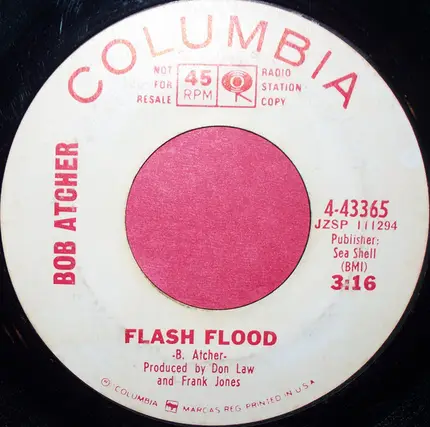 COLUMBIA
NOT FOR RESALE
45 RPM
RADIO STATION COPY
BOB ATCHER
4-43365
JZSP 111294
Publisher:
Sea Shell
(BMI)
3:16
FLASH FLOOD
-B. Atcher-
Produced by Don Law
and Frank Jones
© COLUMBIA MARCAS REG. PRINTED IN U.S.A.